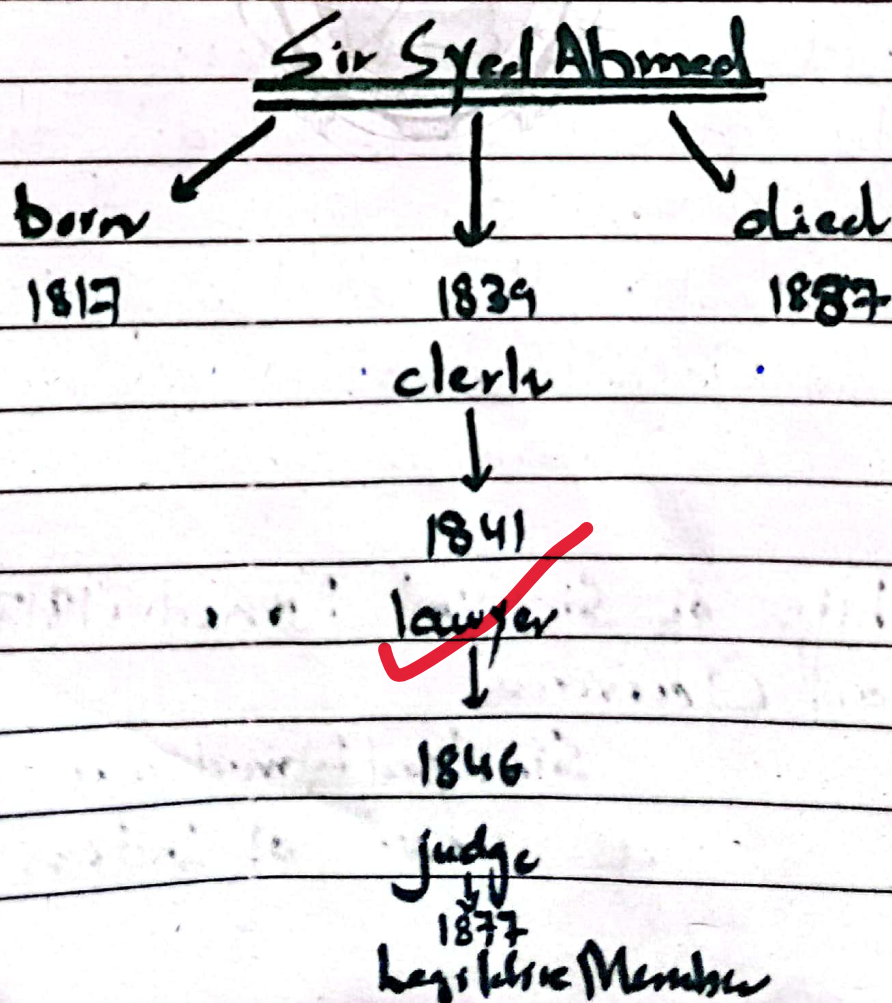 Sir Syed Ahmed
born died
1817 1839 1887
clerk
1841
lawyer
1846
judge
1877
Legislative Member